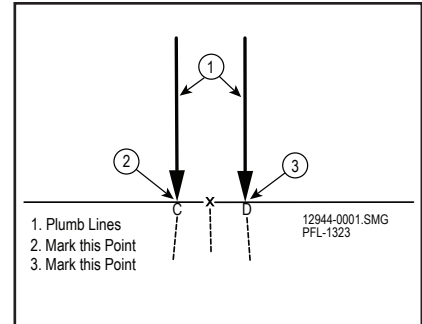 1
2
3
C x D
1. Plumb Lines
2. Mark this Point
3. Mark this Point
12944-0001.SMG
PFL-1323